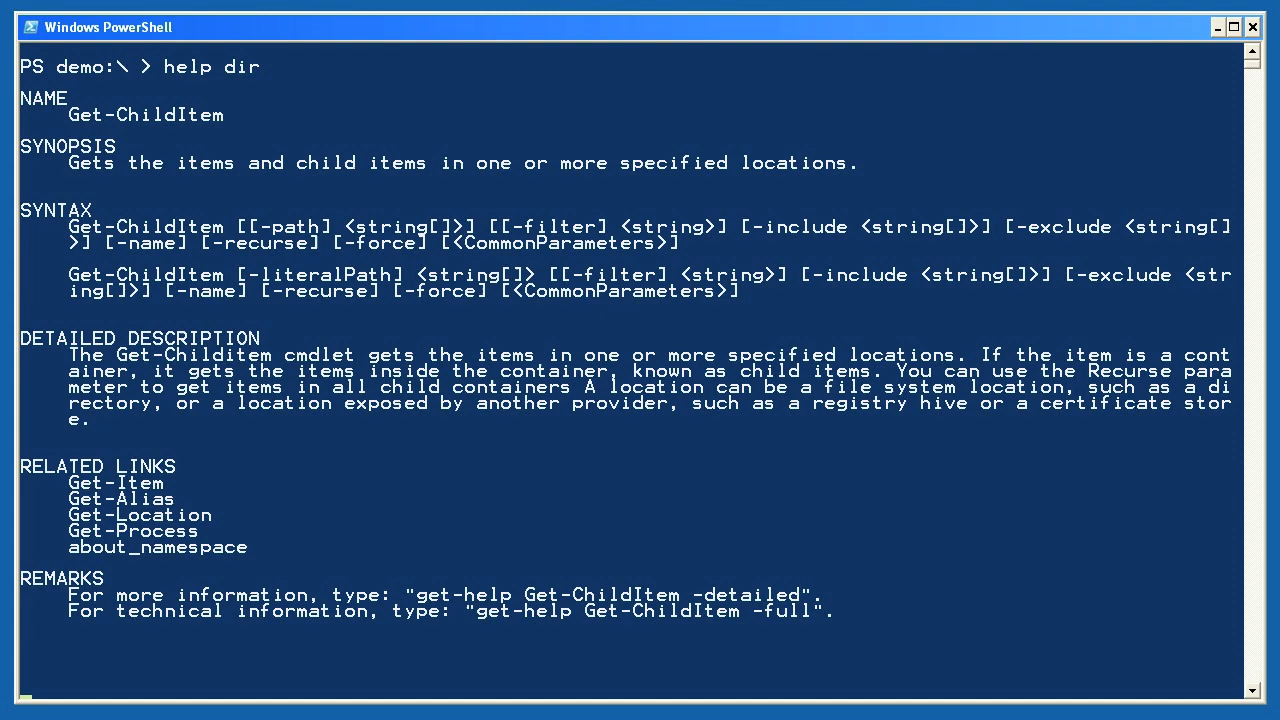 Windows PowerShell
PS demo:\ > help dir
NAME
Get-ChildItem
SYNOPSIS
Gets the items and child items in one or more specified locations.
SYNTAX
Get-ChildItem [[-path] <string[]>] [[-filter] <string>] [-include <string[]>] [-exclude <string[]
>] [-name] [-recurse] [-force] [<CommonParameters>]
Get-ChildItem [-literalPath] <string[]> [[-filter] <string>] [-include <string[]>] [-exclude <str
ing[]>] [-name] [-recurse] [-force] [<CommonParameters>]
DETAILED DESCRIPTION
The Get-Childitem cmdlet gets the items in one or more specified locations. If the item is a cont
ainer, it gets the items inside the container, known as child items. You can use the Recurse para
meter to get items in all child containers A location can be a file system location, such as a di
rectory, or a location exposed by another provider, such as a registry hive or a certificate stor
e.
RELATED LINKS
Get-Item
Get-Alias
Get-Location
Get-Process
about_namespace
REMARKS
For more information, type: "get-help Get-ChildItem -detailed".
For technical information, type: "get-help Get-ChildItem -full".